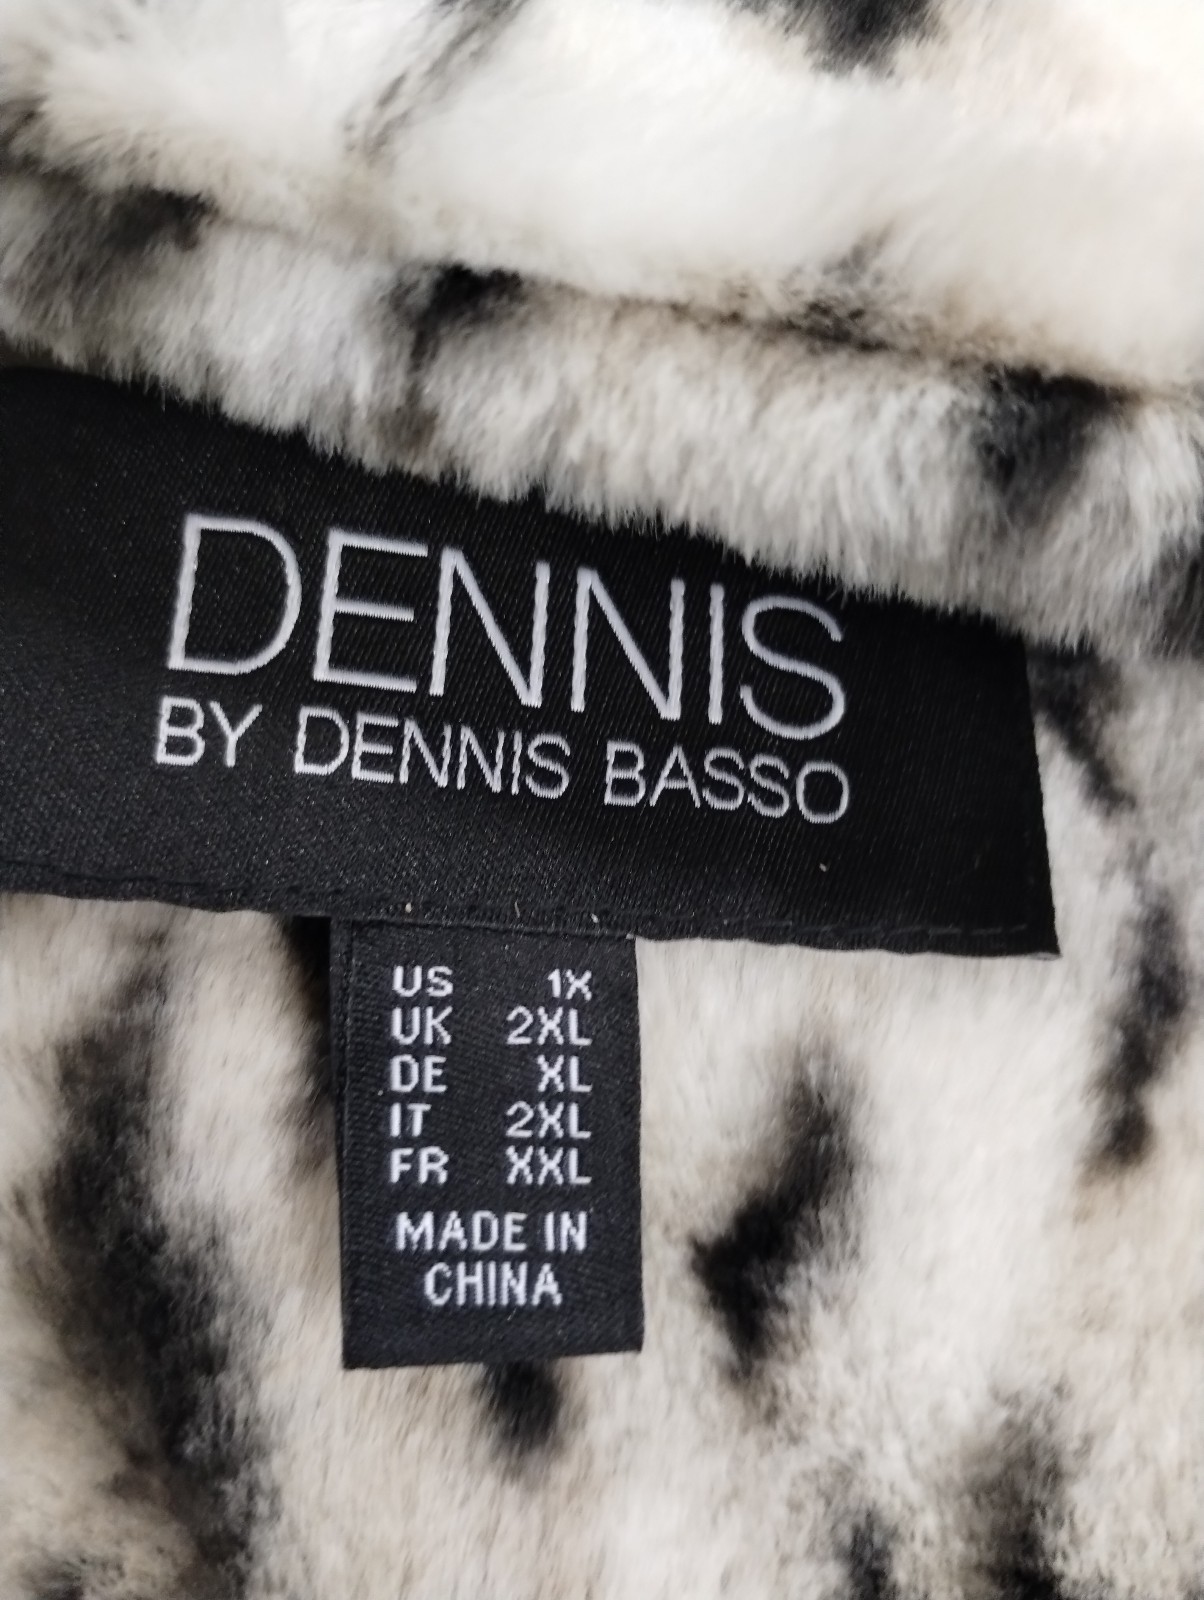 DENNIS
BY DENNIS BASSO
US 1X
UK 2XL
DE XL
IT 2XL
FR XXL
MADE IN
CHINA